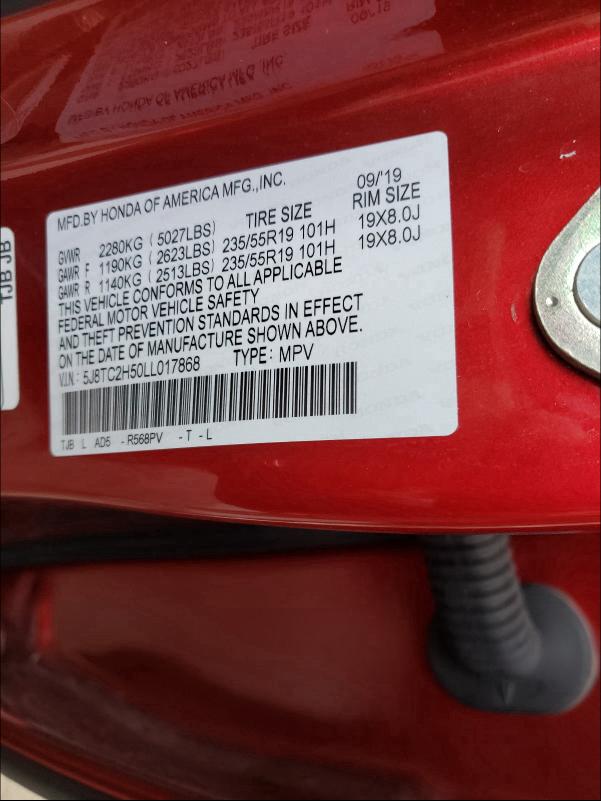 MFD.BY HONDA OF AMERICA MFG.,INC. 09/'19
TIRE SIZE RIM SIZE
GVWR 2280KG (5027LBS)
GAWR F 1190KG (2623LBS) 235/55R19 101H 19X8.0J
GAWR R 1140KG (2513LBS) 235/55R19 101H 19X8.0J
THIS VEHICLE CONFORMS TO ALL APPLICABLE
FEDERAL MOTOR VEHICLE SAFETY
AND THEFT PREVENTION STANDARDS IN EFFECT
ON THE DATE OF MANUFACTURE SHOWN ABOVE.
V.I.N.: 5J8TC2H50LL017868 TYPE: MPV
TJB L AD5 -R568PV -T -L
TJB JB